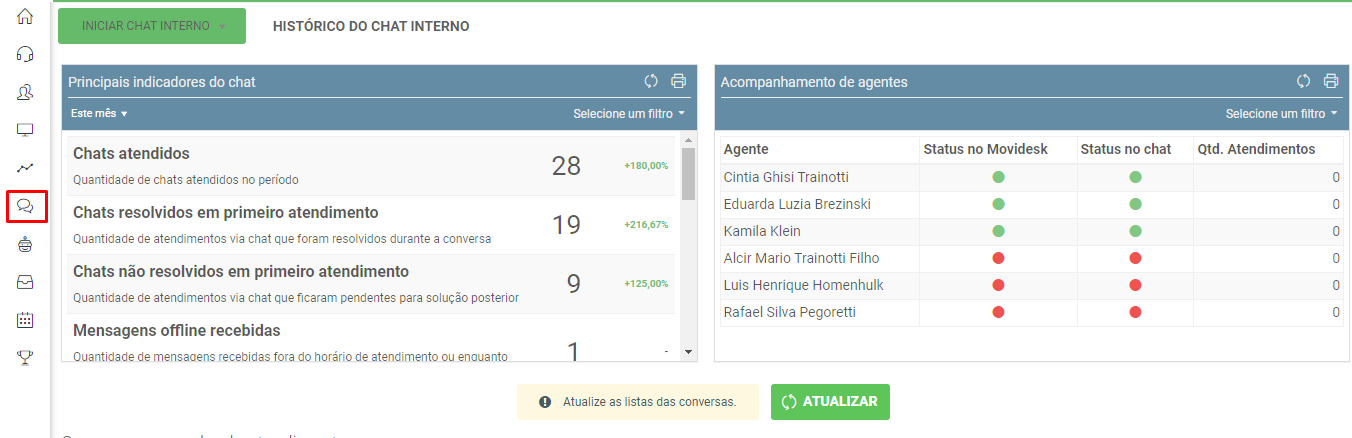 INICIAR CHAT INTERNO
HISTÓRICO DO CHAT INTERNO
Principais indicadores do chat
Este mês
Selecione um filtro
Chats atendidos
Quantidade de chats atendidos no período
28
+180,00%
Chats resolvidos em primeiro atendimento
Quantidade de atendimentos via chat que foram resolvidos durante a conversa
19
+216,67%
Chats não resolvidos em primeiro atendimento
Quantidade de atendimentos via chat que ficaram pendentes para solução posterior
9
+125,00%
Mensagens offline recebidas
Quantidade de mensagens recebidas fora do horário de atendimento ou enquanto
1
-
Acompanhamento de agentes
Selecione um filtro
Agente Status no Movidesk Status no chat Qtd. Atendimentos
Cintia Ghisi Trainotti 0
Eduarda Luzia Brezinski 0
Kamila Klein 0
Alcir Mario Trainotti Filho 0
Luis Henrique Homenhulk 0
Rafael Silva Pegoretti 0
Atualize as listas das conversas.
ATUALIZAR